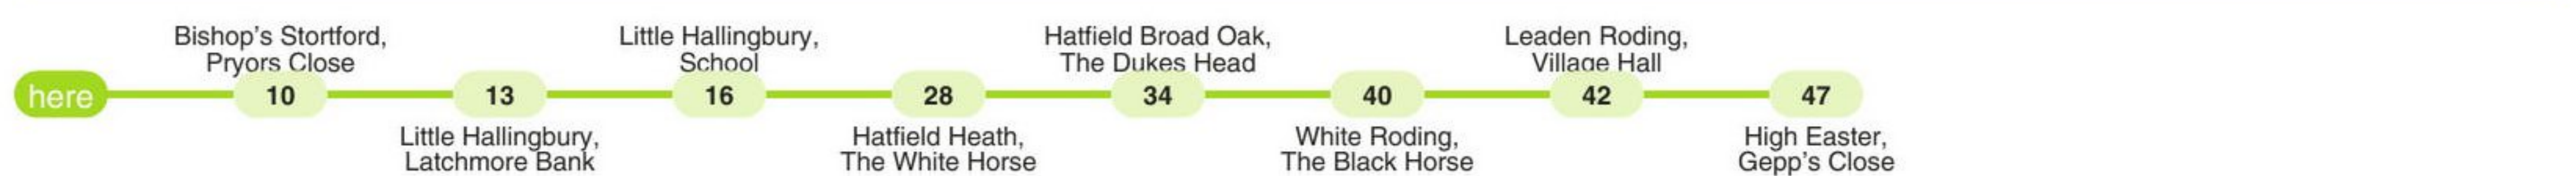 Bishop's Stortford,
Pryors Close
Little Hallingbury,
School
Hatfield Broad Oak,
The Dukes Head
Leaden Roding,
Village Hall
here
10
13
16
28
34
40
42
47
Little Hallingbury,
Latchmore Bank
Hatfield Heath,
The White Horse
White Roding,
The Black Horse
High Easter,
Gepp's Close